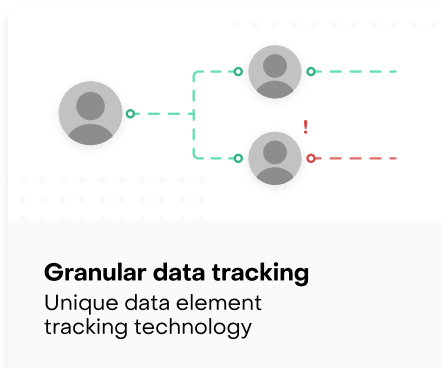 !
Granular data tracking
Unique data element
tracking technology